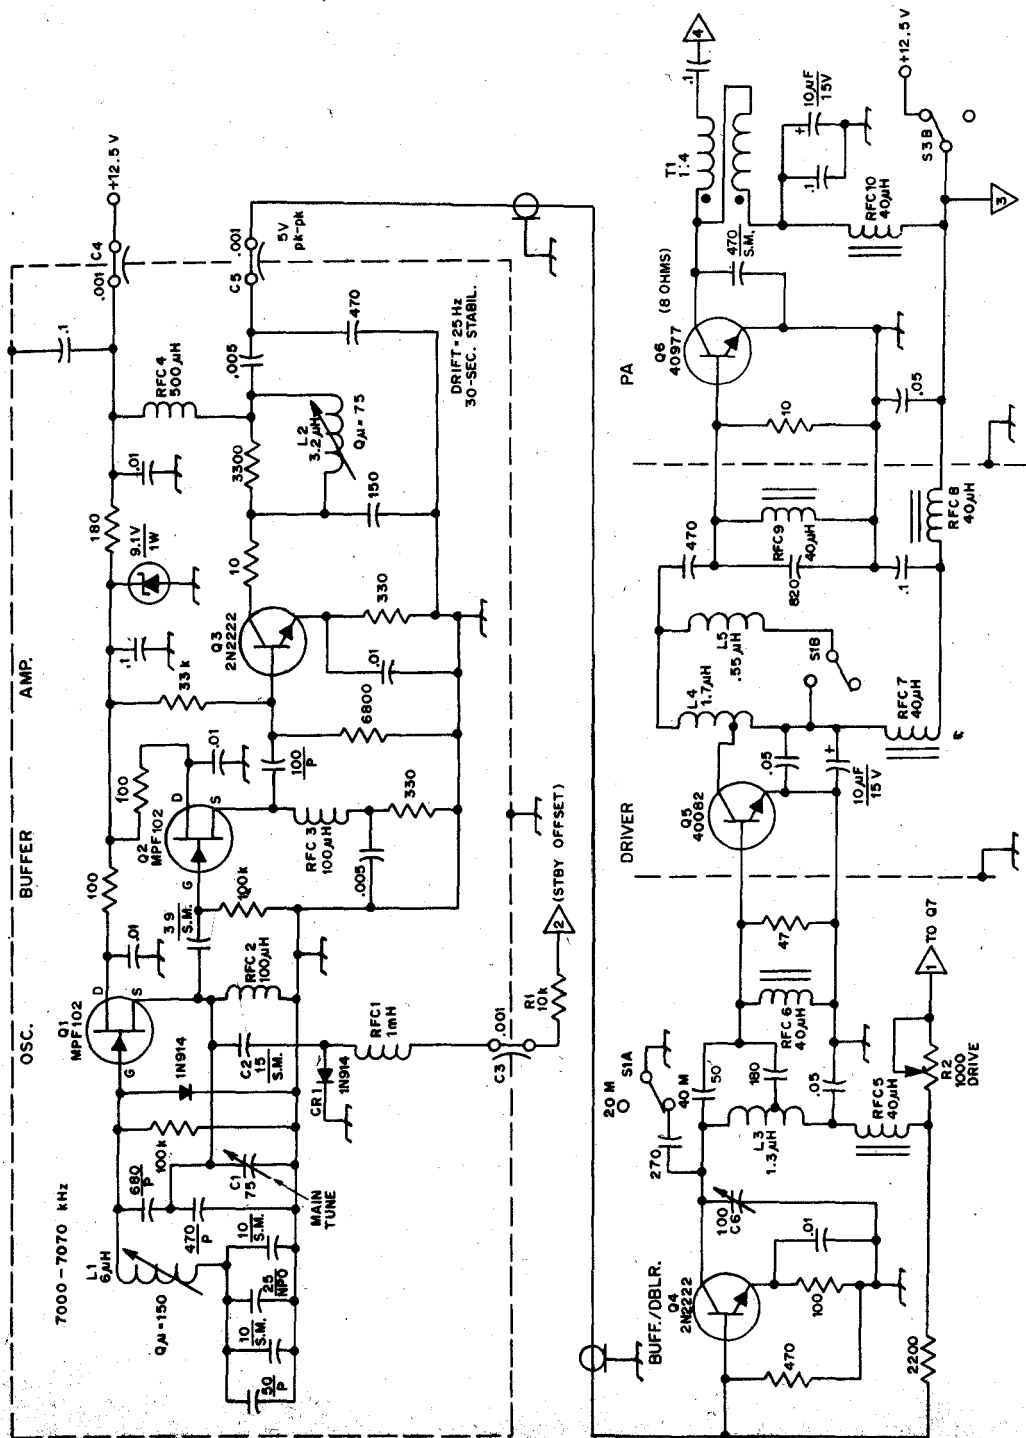 OSC.
BUFFER
AMP.
7000-7070 kHz
L1
6µH
Qµ=150
50
P
10
S.M.
25
NPO
10
S.M.
680
P
470
P
100k
C1
75
MAIN
TUNE
1N914
Q1
MPF102
G
D
S
.01
100
39
S.M.
100k
RFC 2
100µH
C2
15
S.M.
CR1
1N914
RFC1
1mH
C3
.001
R1
10k
2
(STBY OFFSET)
Q2
MPF102
G
D
S
100
.01
RFC 3
100µH
.005
330
100
P
33k
6800
.1
9.1V
1W
180
.01
Q3
2N2222
.01
330
10
3300
L2
3.2µH
Qµ=75
150
RFC 4
500µH
.005
470
.1
.001
C4
+12.5V
C5
.001
5V
pk-pk
DRIFT=25Hz
30-SEC. STABIL.
BUFF./DBLR.
DRIVER
PA
470
Q4
2N2222
100
.01
2200
100
C6
270
20 M
S1A
40 M
50
L3
1.3µH
180
.05
RFC5
40µH
RFC 6
40µH
R2
1000
DRIVE
1
TO Q7
47
Q5
40082
.05
10µF
15V
+
L4
1.7µH
L5
.55µH
S1B
RFC 7
40µH
470
820
RFC9
40µH
.1
RFC 8
40µH
10
.05
Q6
40977
(8 OHMS)
470
S.M.
T1
1:4
.1
4
.1
10µF
15V
+
RFC10
40µH
3
S3B
+12.5V